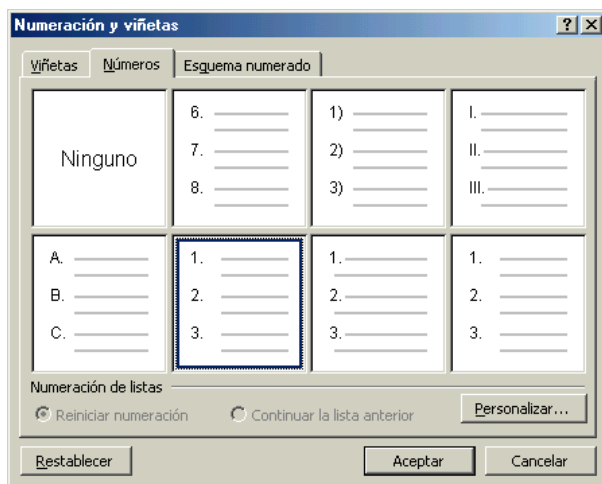 Numeración y viñetas
Viñetas Números Esquema numerado
Ninguno
6.
7.
8.
1)
2)
3)
I.
II.
III.
A.
B.
C.
1.
2.
3.
1.
2.
3.
1.
2.
3.
Numeración de listas
Reiniciar numeración Continuar la lista anterior Personalizar...
Restablecer Aceptar Cancelar